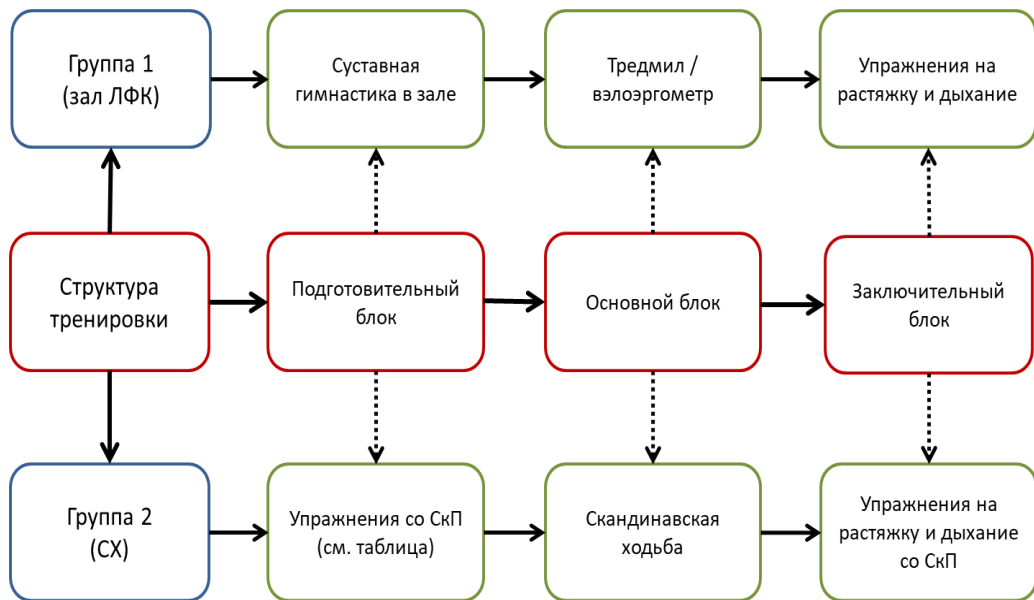 Группа 1
(зал ЛФК)
Суставная
гимнастика в зале
Тредмил /
вэлоэргометр
Упражнения на
растяжку и дыхание
Структура
тренировки
Подготовительный
блок
Основной блок
Заключительный
блок
Группа 2
(СХ)
Упражнения со СкП
(см. таблица)
Скандинавская
ходьба
Упражнения на
растяжку и дыхание
со СкП